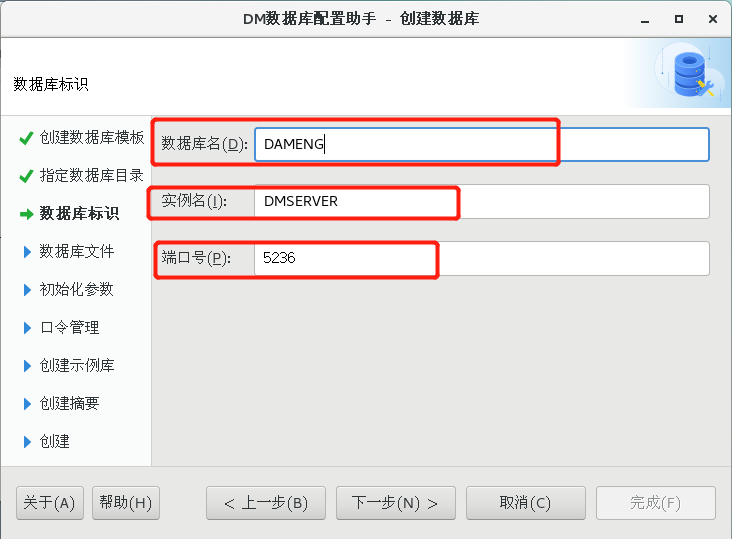 DM数据库配置助手 - 创建数据库
数据库标识
创建数据库模板
指定数据库目录
数据库标识
数据库文件
初始化参数
口令管理
创建示例库
创建摘要
创建
数据库名(D): DAMENG
实例名(I): DMSERVER
端口号(P): 5236
关于(A) 帮助(H) < 上一步(B) 下一步(N) > 取消(C) 完成(F)